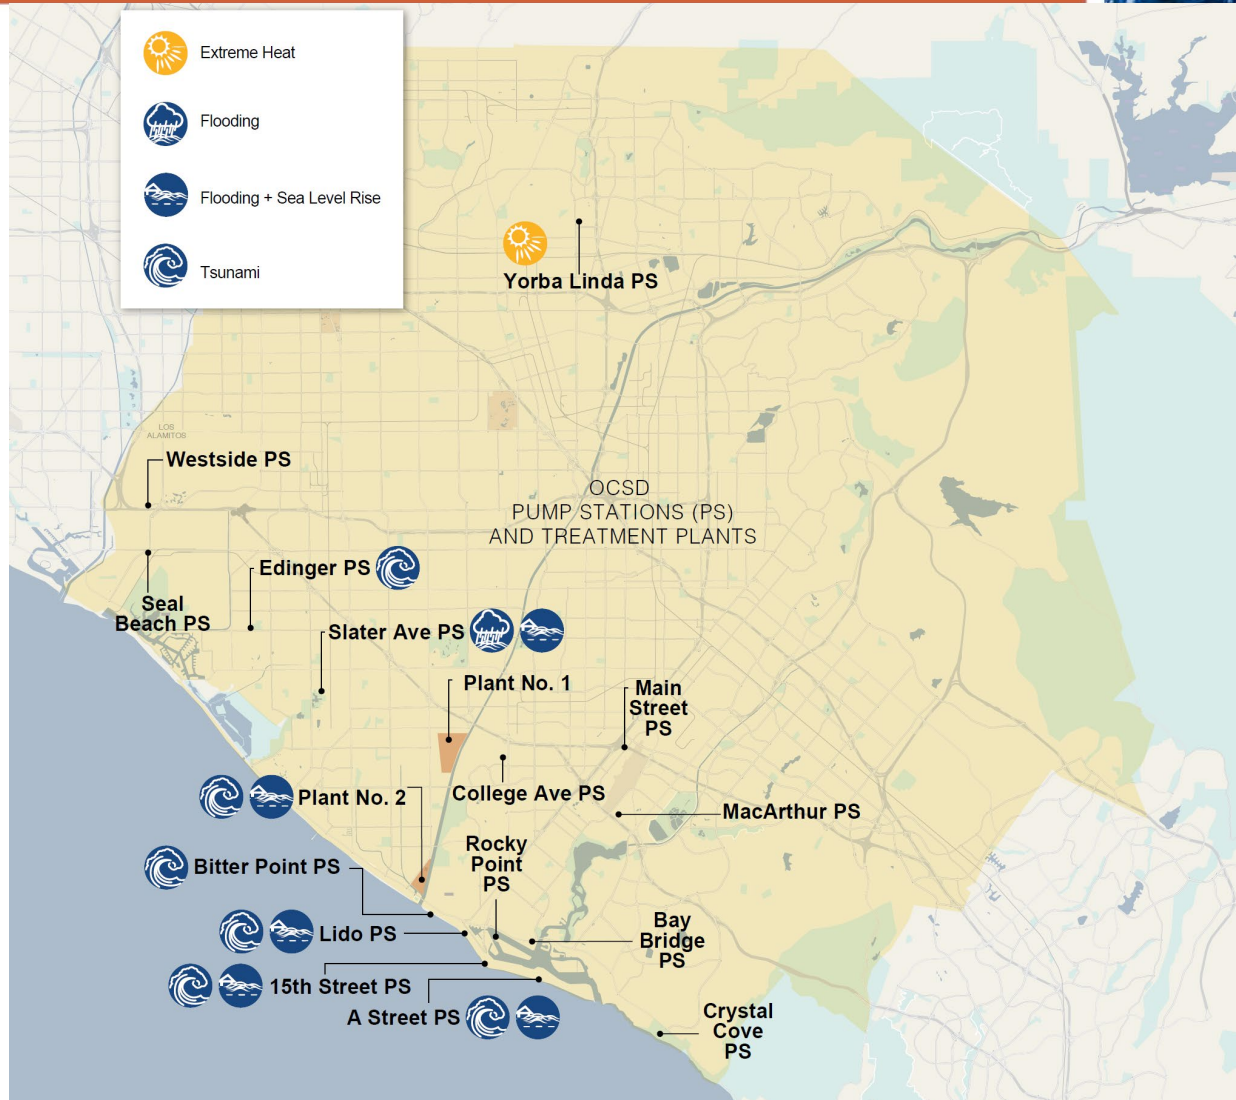 Extreme Heat
Flooding
Flooding + Sea Level Rise
Tsunami
Yorba Linda PS
LOS
ALAMITOS
Westside PS
OCSD
PUMP STATIONS (PS)
AND TREATMENT PLANTS
Edinger PS
Seal
Beach PS
Slater Ave PS
Plant No. 1
Main
Street
PS
Plant No. 2
College Ave PS
MacArthur PS
Rocky
Point
PS
Bitter Point PS
Bay
Bridge
PS
Lido PS
15th Street PS
A Street PS
Crystal
Cove
PS